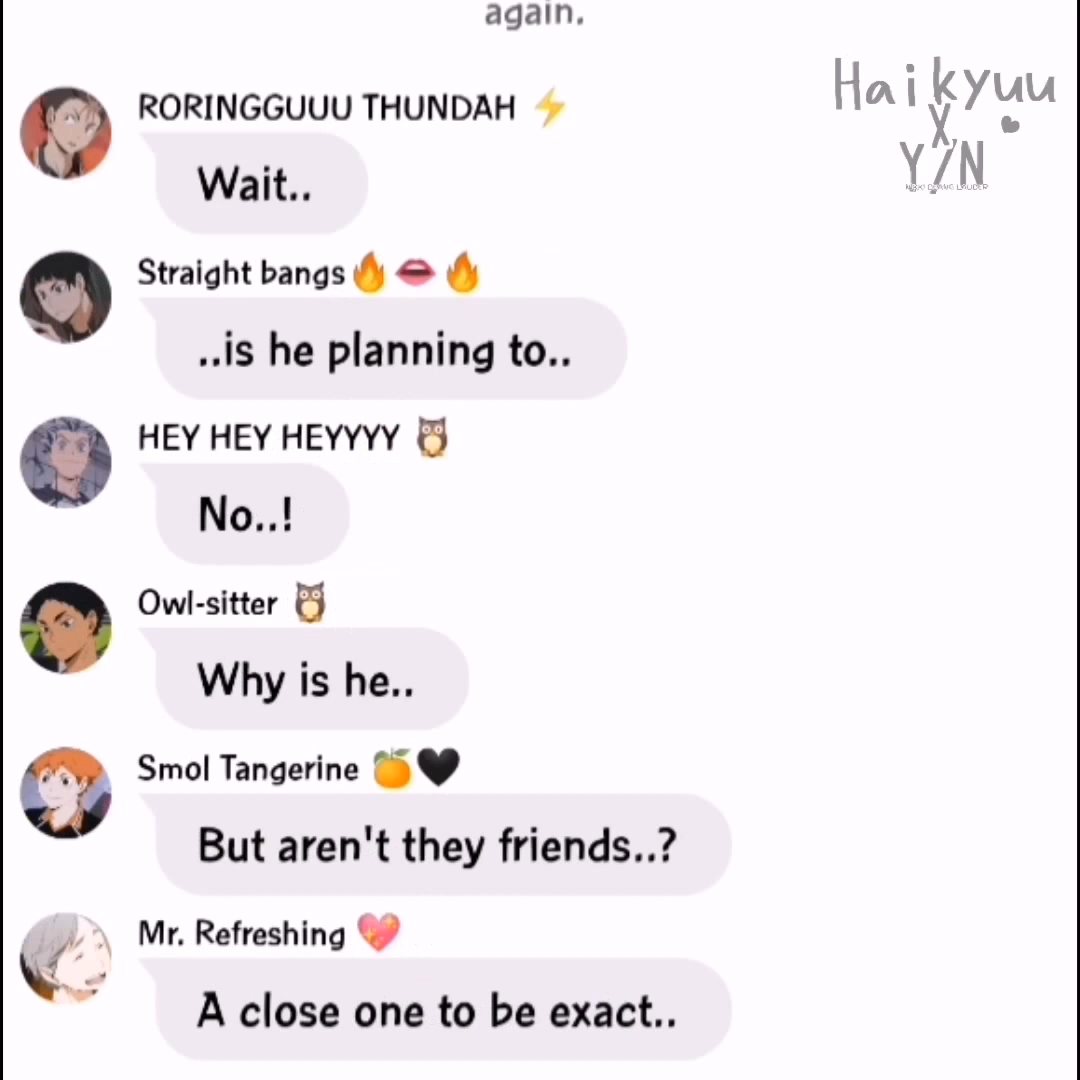 again.
Haikyuu
X
Y/N
RORINGGUUU THUNDAH ⚡
Wait..
Straight bangs🔥👄🔥
..is he planning to..
HEY HEY HEYYYY 🦉
No..!
Owl-sitter 🦉
Why is he..
Smol Tangerine 🍊🖤
But aren't they friends..?
Mr. Refreshing 💖
A close one to be exact..